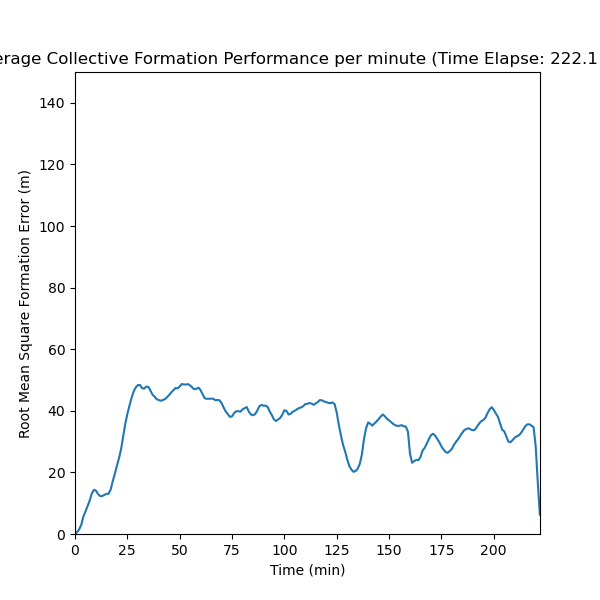 erage Collective Formation Performance per minute (Time Elapse: 222.1
140
120
100
80
60
40
20
0
Root Mean Square Formation Error (m)
0 25 50 75 100 125 150 175 200
Time (min)